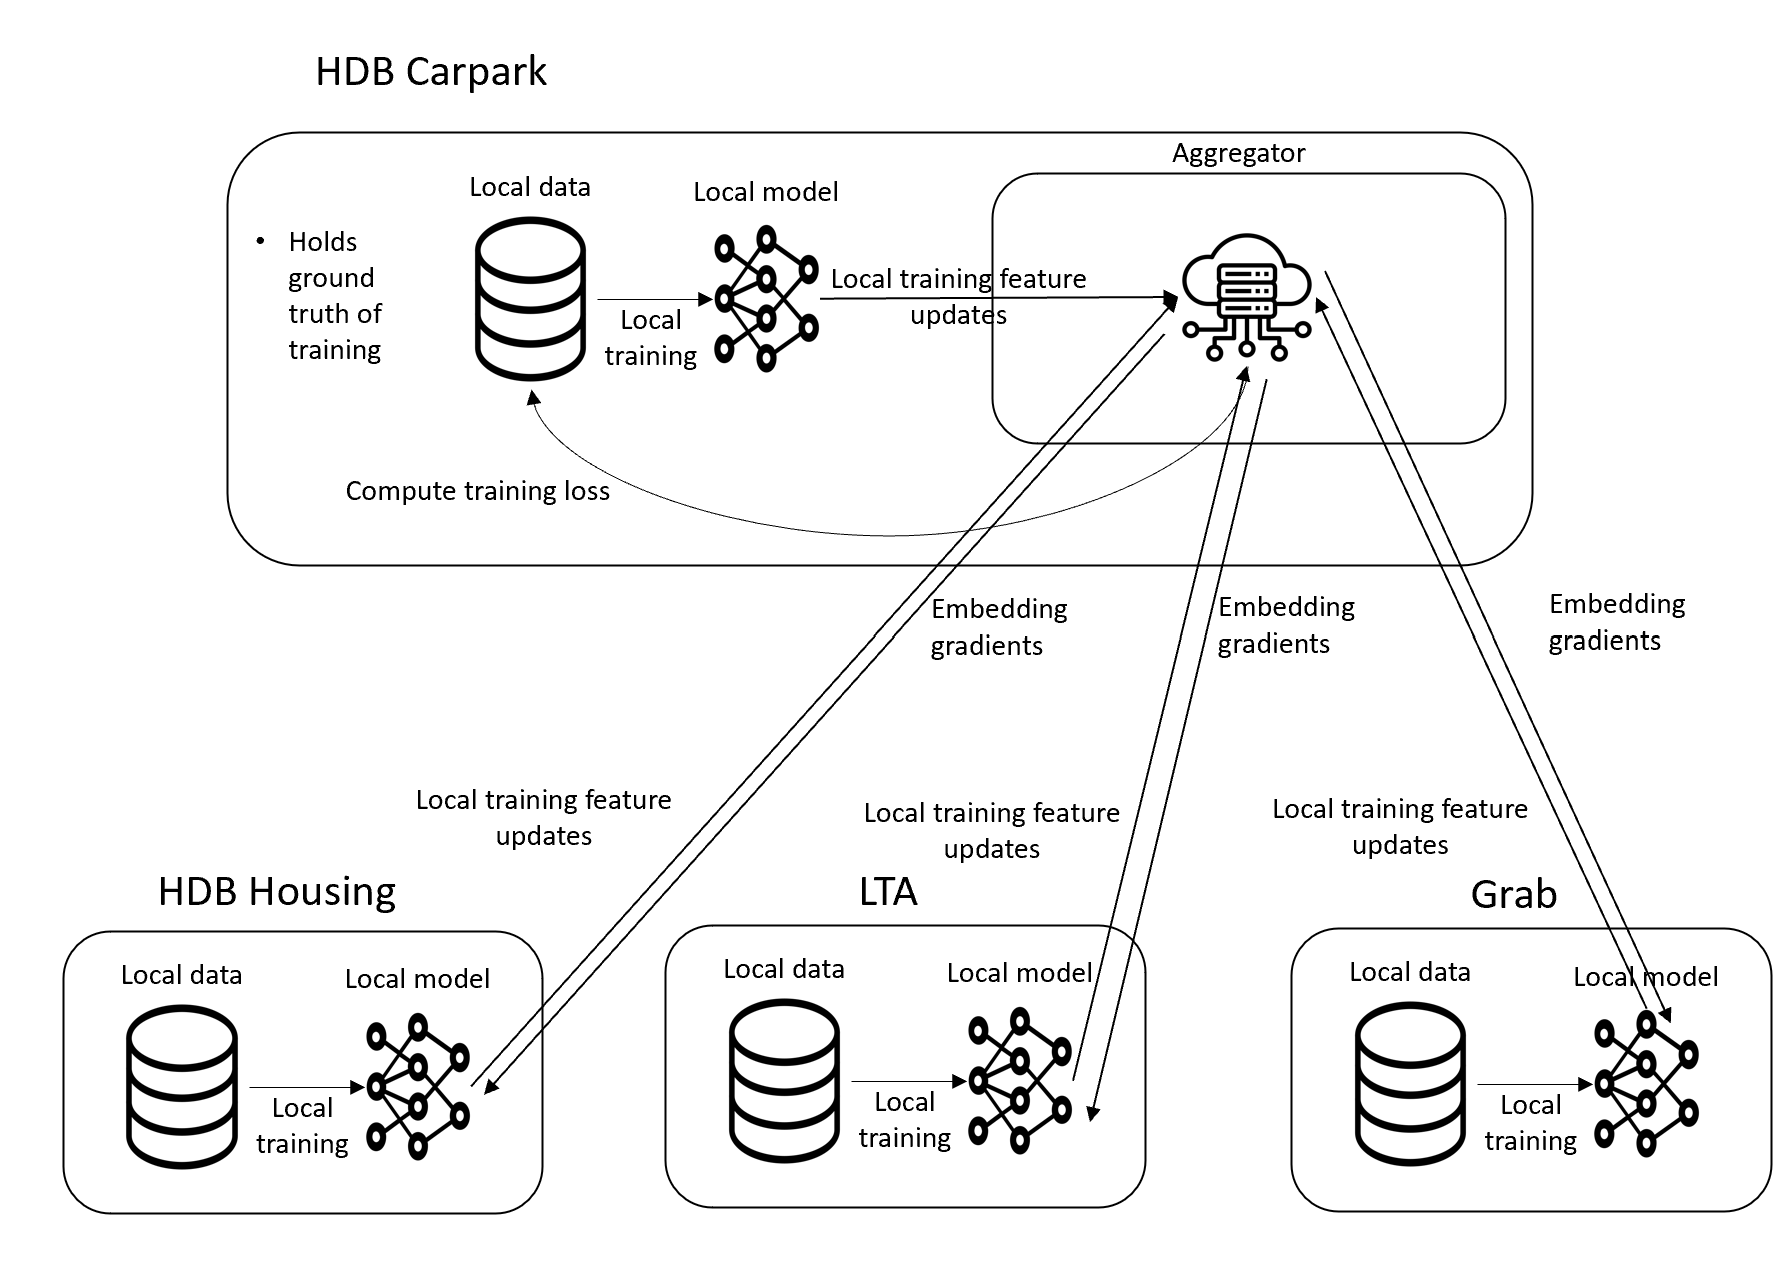 HDB Carpark
Aggregator
Local data
Local model
• Holds
ground
truth of
training
Local training feature
updates
Local
training
Compute training loss
Embedding
gradients
Embedding
gradients
Embedding
gradients
Local training feature
updates
Local training feature
updates
Local training feature
updates
HDB Housing
LTA
Grab
Local data
Local model
Local
training
Local data
Local model
Local
training
Local data
Local model
Local
training